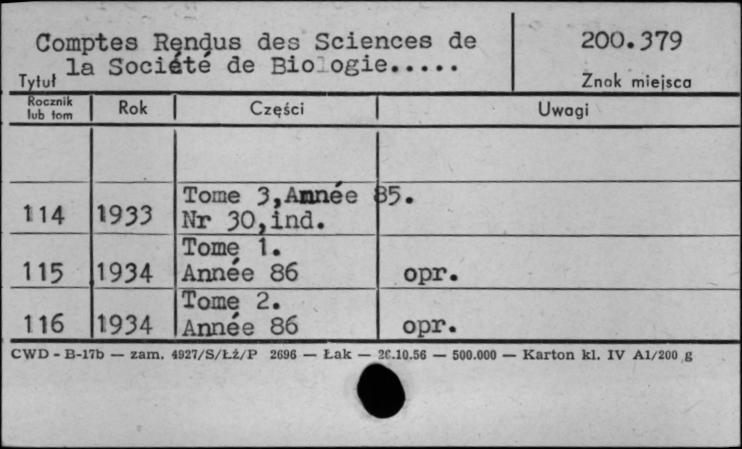 Comptes Rendus des Sciences de
la Société de Biologie.....
200.379
Tytuł
Znak miejsca
Rocznik lub tom Rok Części Uwagi
Tome 3,Année 85.
114 1933 Nr 30,ind.
Tome 1.
115 1934 Année 86 opr.
Tome 2.
116 1934 Année 86 opr.
CWD - B-17b — zam. 4927/S/ŁŻ/P 2696 — Łak — 26.10.56 — 500.000 — Karton kl. IV A1/200 g